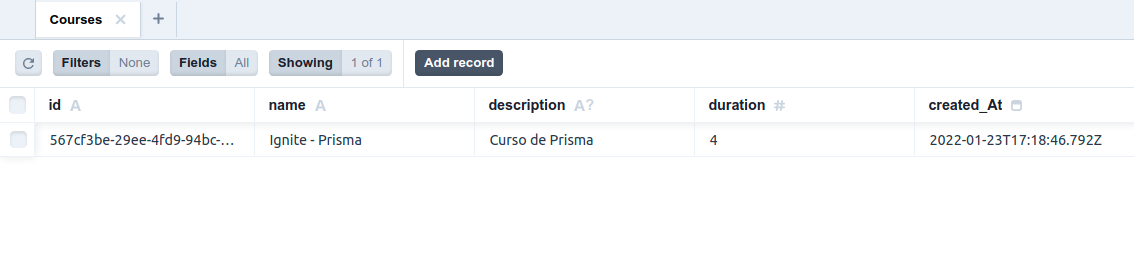 Courses
Filters None Fields All Showing 1 of 1 Add record
id A name A description A? duration # created_At
567cf3be-29ee-4fd9-94bc-... Ignite - Prisma Curso de Prisma 4 2022-01-23T17:18:46.792Z